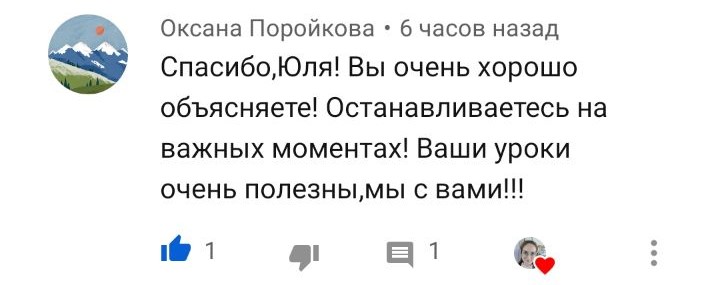 Оксана Поройкова • 6 часов назад
Спасибо,Юля! Вы очень хорошо
объясняете! Останавливаетесь на
важных моментах! Ваши уроки
очень полезны,мы с вами!!!
1 1